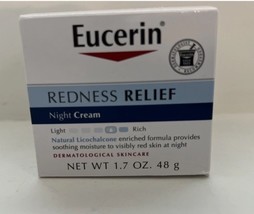 Eucerin®
REDNESS RELIEF
Night Cream
Light Rich
Natural Licochalcone enriched formula provides
soothing moisture to visibly red skin at night
DERMATOLOGICAL SKINCARE
NET WT 1.7 OZ. 48 g